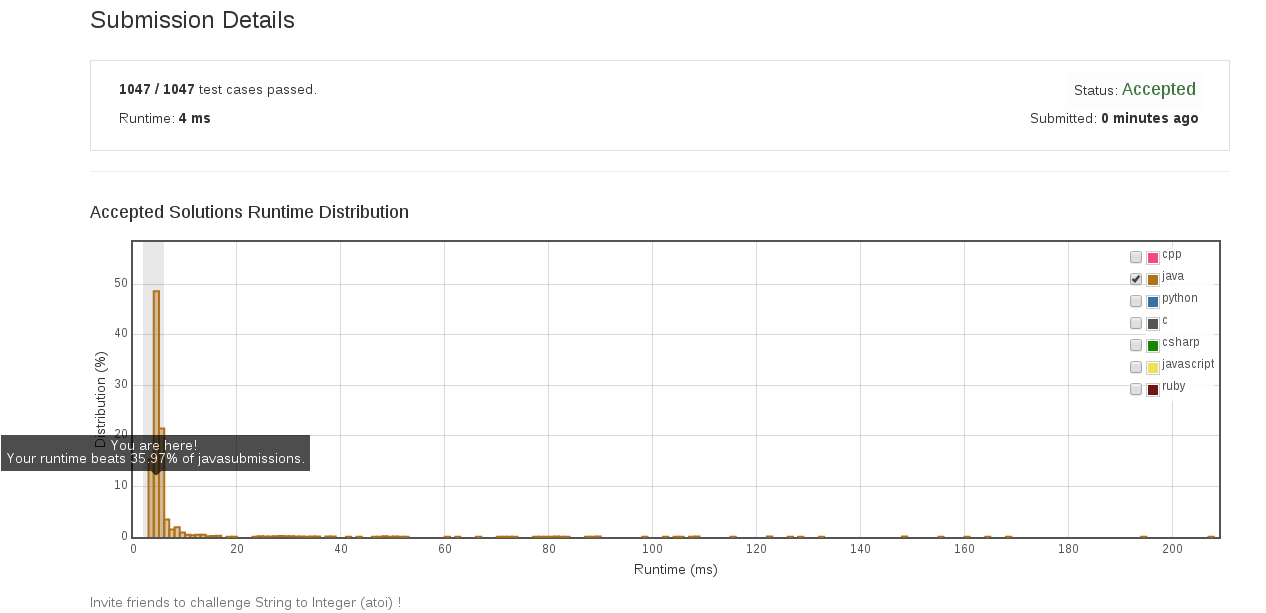 Submission Details
1047 / 1047 test cases passed.
Status: Accepted
Runtime: 4 ms
Submitted: 0 minutes ago
Accepted Solutions Runtime Distribution
cpp
java
python
c
csharp
javascript
ruby
Distribution (%)
50
40
30
20
10
0
You are here!
Your runtime beats 35.97% of javasubmissions.
0 20 40 60 80 100 120 140 160 180 200
Runtime (ms)
Invite friends to challenge String to Integer (atoi) !